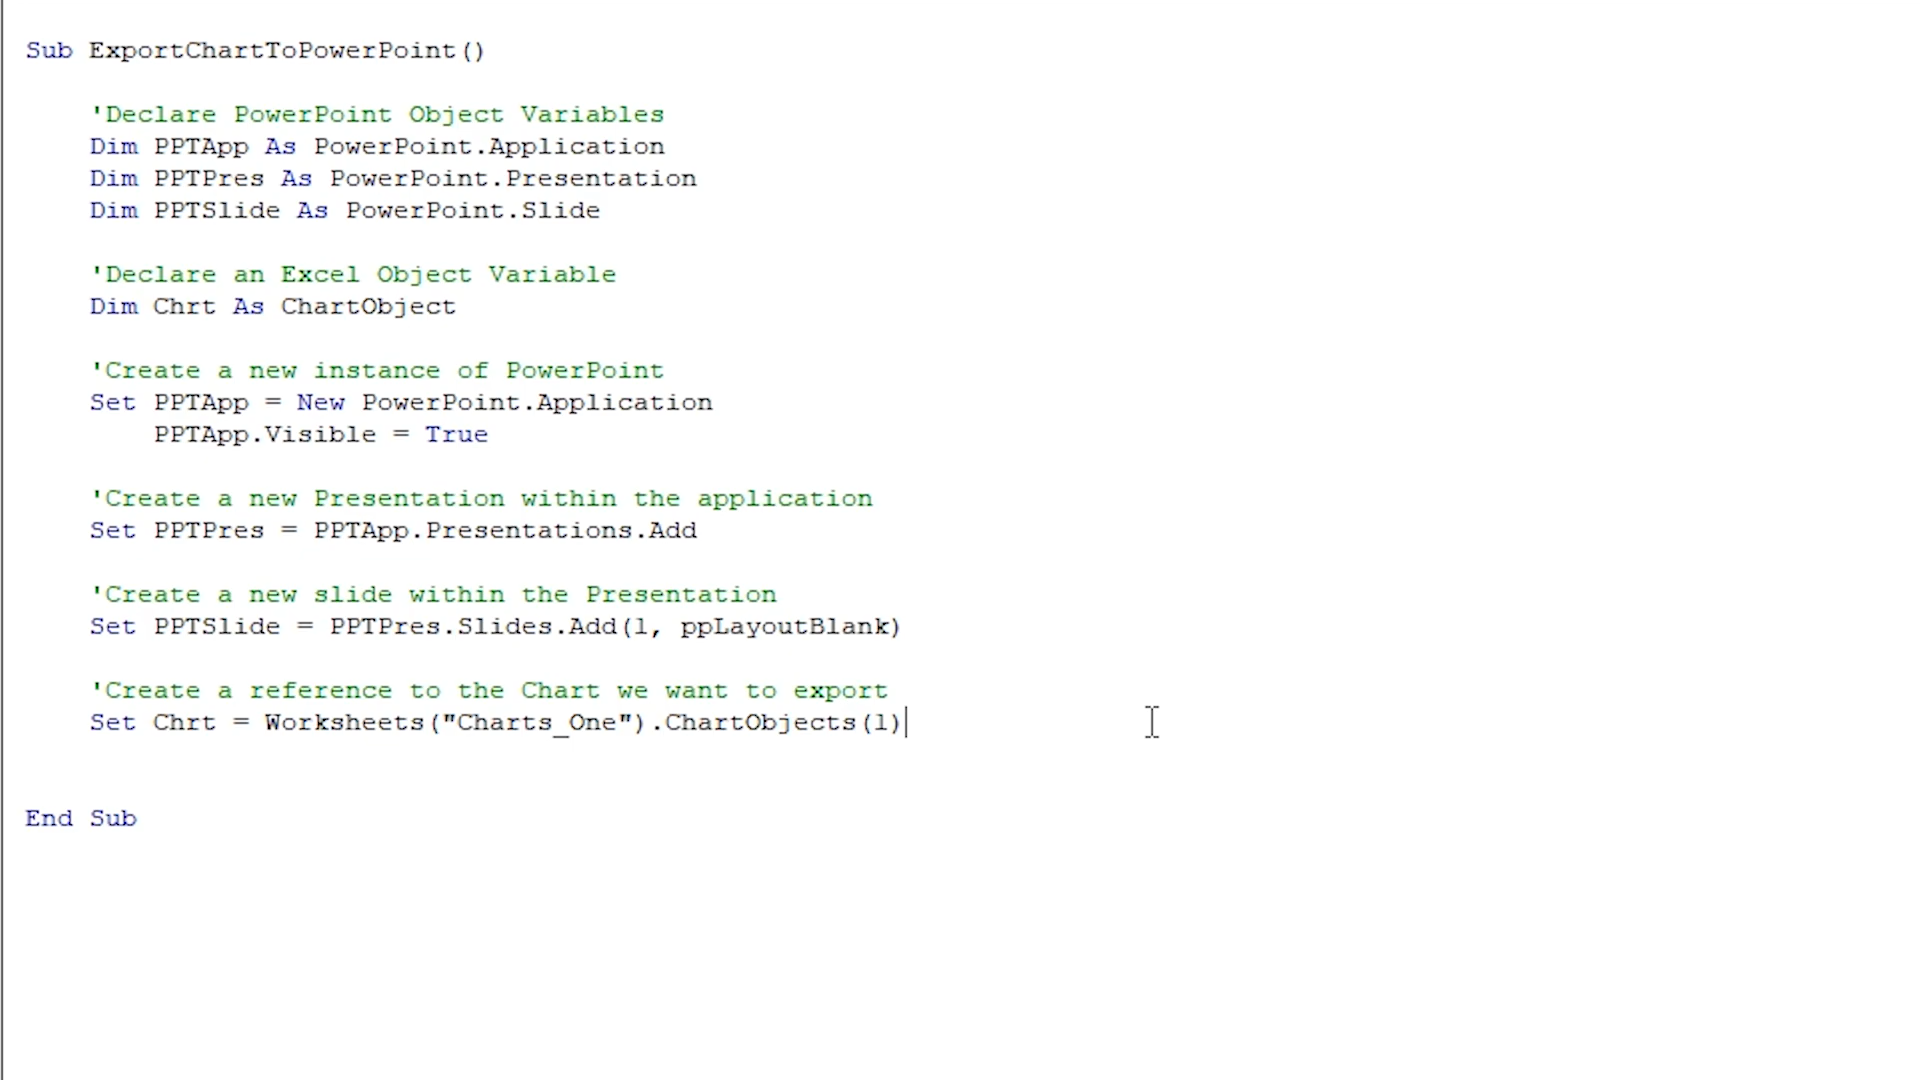 Sub ExportChartToPowerPoint()
'Declare PowerPoint Object Variables
Dim PPTApp As PowerPoint.Application
Dim PPTPres As PowerPoint.Presentation
Dim PPTSlide As PowerPoint.Slide
'Declare an Excel Object Variable
Dim Chrt As ChartObject
'Create a new instance of PowerPoint
Set PPTApp = New PowerPoint.Application
PPTApp.Visible = True
'Create a new Presentation within the application
Set PPTPres = PPTApp.Presentations.Add
'Create a new slide within the Presentation
Set PPTSlide = PPTPres.Slides.Add(1, ppLayoutBlank)
'Create a reference to the Chart we want to export
Set Chrt = Worksheets("Charts_One").ChartObjects(1)
End Sub